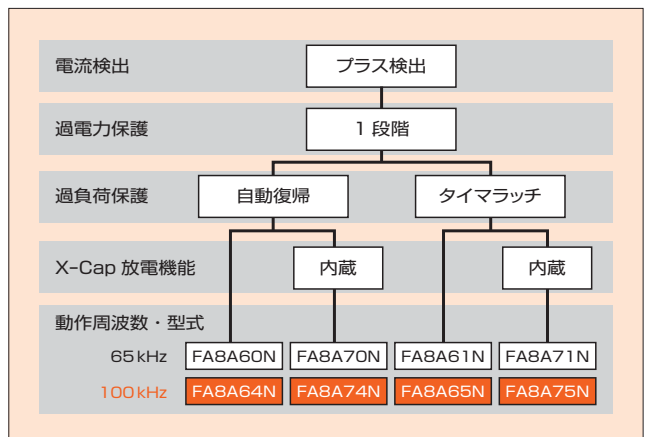 電流検出 プラス検出
過電力保護 1 段階
過負荷保護 自動復帰 タイマラッチ
X-Cap 放電機能 内蔵 内蔵
動作周波数・型式
65 kHz FA8A60N FA8A70N FA8A61N FA8A71N
100 kHz FA8A64N FA8A74N FA8A65N FA8A75N